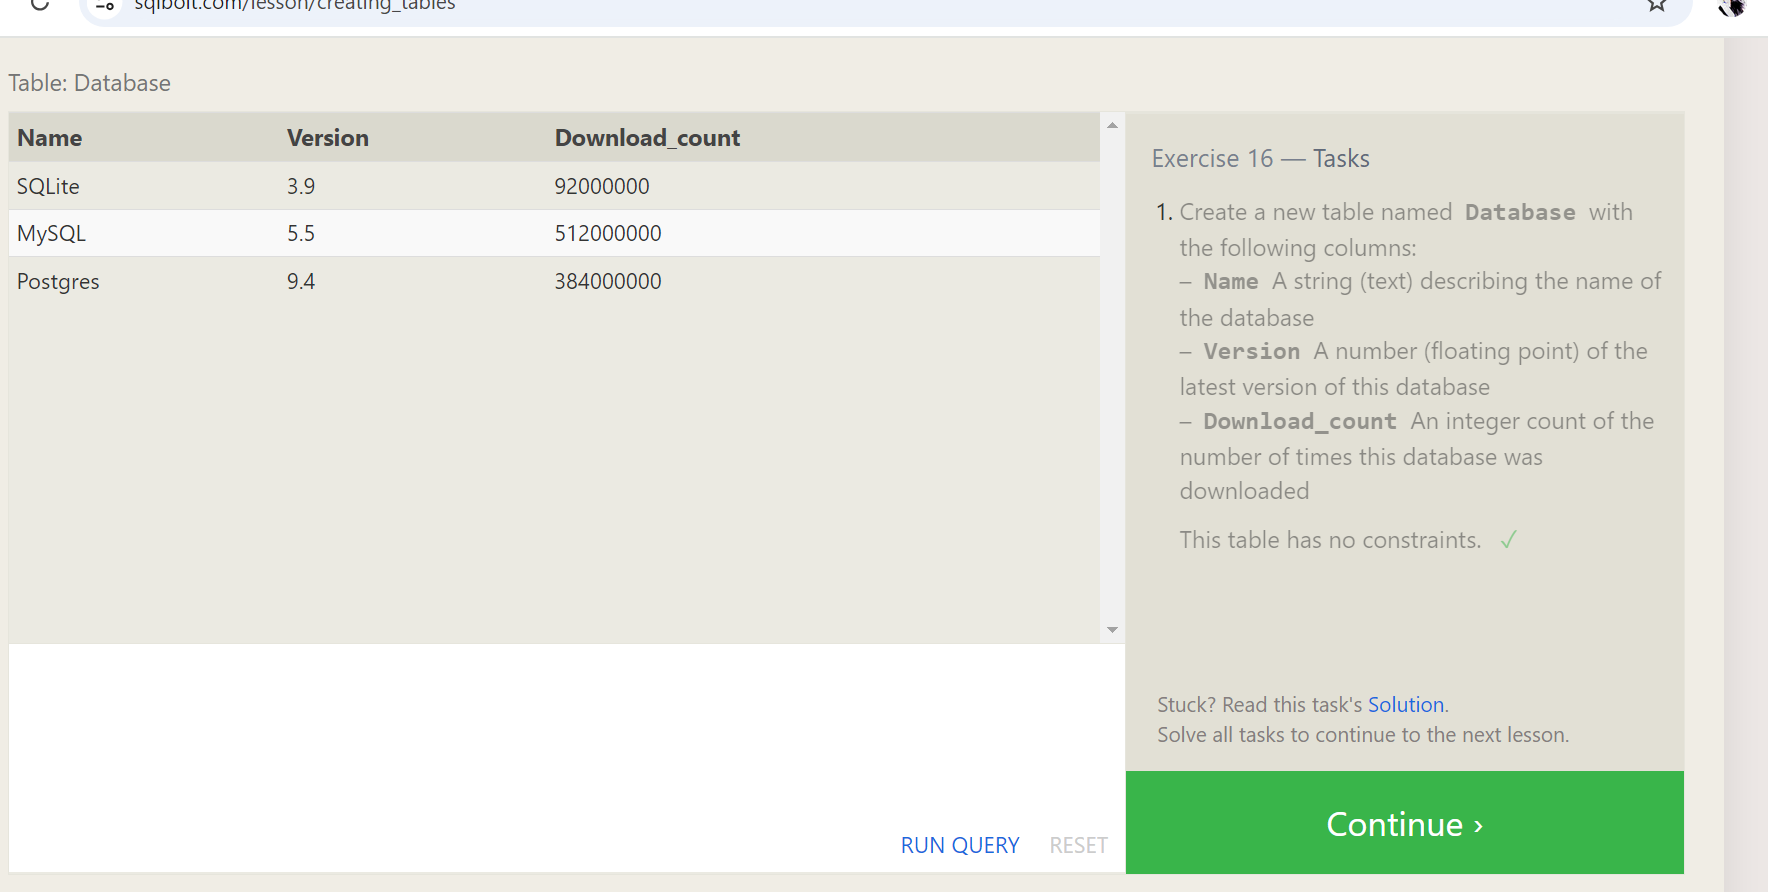 sqlbolt.com/lesson/creating_tables
Table: Database
Name Version Download_count
SQLite 3.9 92000000
MySQL 5.5 512000000
Postgres 9.4 384000000
Exercise 16 — Tasks
1. Create a new table named Database with
the following columns:
– Name A string (text) describing the name of
the database
– Version A number (floating point) of the
latest version of this database
– Download_count An integer count of the
number of times this database was
downloaded
This table has no constraints. ✓
Stuck? Read this task's Solution.
Solve all tasks to continue to the next lesson.
RUN QUERY RESET
Continue ›